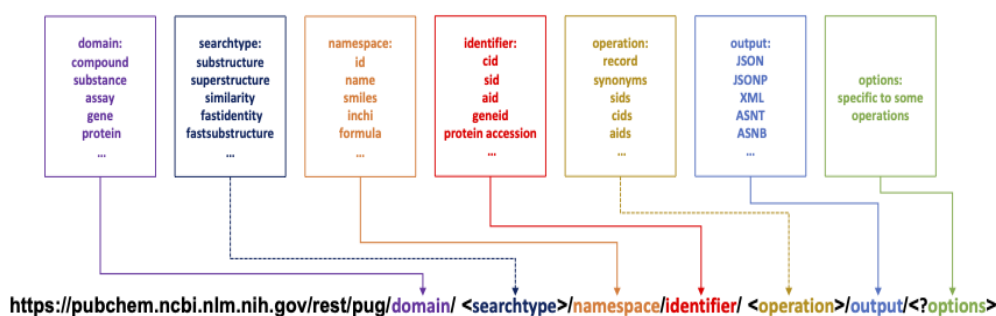 domain:
compound
substance
assay
gene
protein
...
searchtype:
substructure
superstructure
similarity
fastidentity
fastsubstructure
...
namespace:
id
name
smiles
inchi
formula
...
identifier:
cid
sid
aid
geneid
protein accession
...
operation:
record
synonyms
sids
cids
aids
...
output:
JSON
JSONP
XML
ASNT
ASNB
...
options:
specific to some
operations
https://pubchem.ncbi.nlm.nih.gov/rest/pug/domain/ <searchtype>/namespace/identifier/ <operation>/output/<?options>